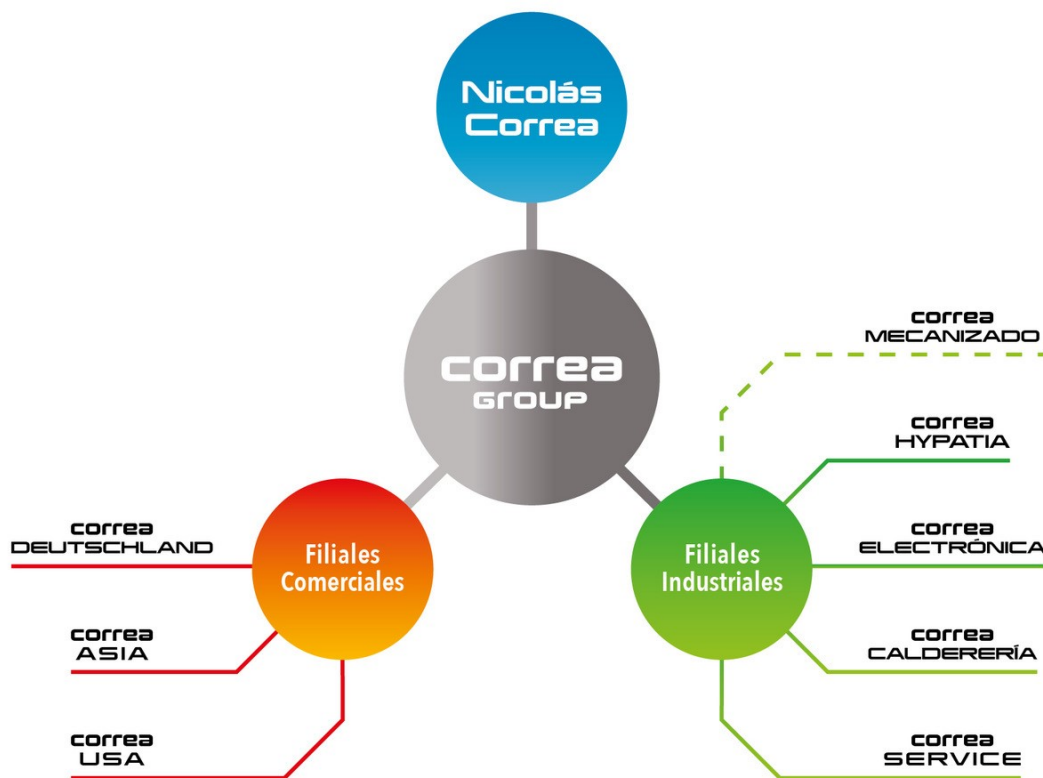 Nicolás
Correa
correa
GROUP
correa
MECANIZADO
correa
HYPATIA
correa
DEUTSCHLAND
Filiales
Comerciales
Filiales
Industriales
correa
ELECTRÓNICA
correa
ASIA
correa
CALDERERÍA
correa
USA
correa
SERVICE